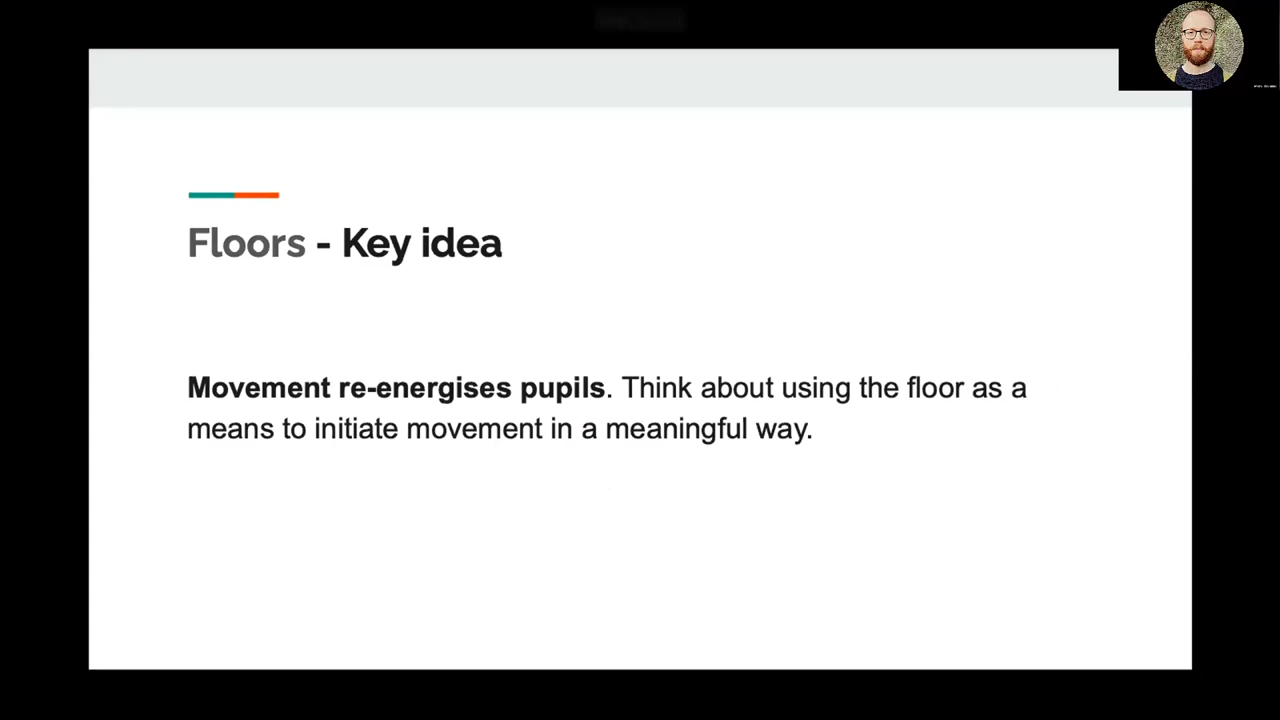 Floors - Key idea
Movement re-energises pupils. Think about using the floor as a
means to initiate movement in a meaningful way.